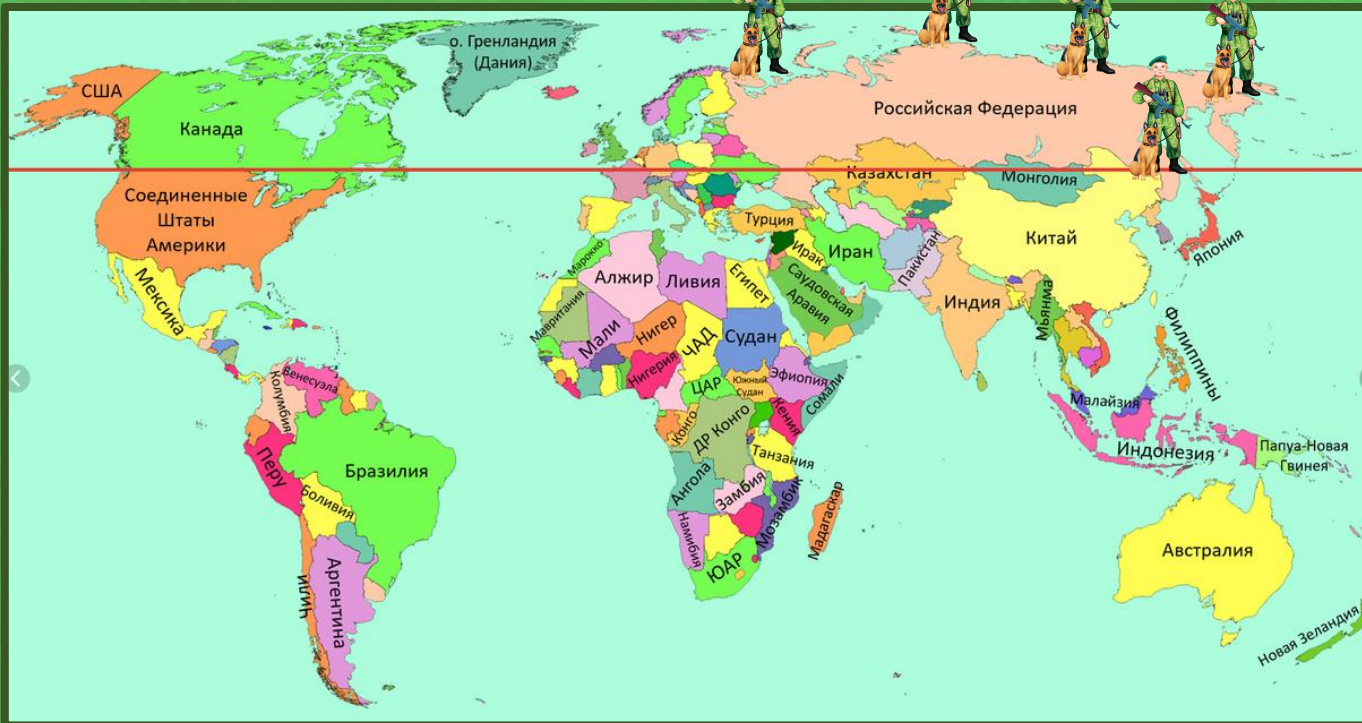 о. Гренландия
(Дания)
США
Канада
Российская Федерация
Казахстан
Монголия
Соединенные
Штаты
Америки
Мексика
Турция
Ирак
Иран
Пакистан
Китай
Япония
Марокко
Алжир
Ливия
Египет
Саудовская
Аравия
Индия
Мьянма
Филиппины
Мавритания
Мали
Нигер
ЧАД
Судан
Нигерия
ЦАР
Южный
Судан
Эфиопия
Сомали
Венесуэла
Колумбия
Конго
ДР Конго
Кения
Малайзия
Индонезия
Папуа-Новая
Гвинея
Перу
Бразилия
Боливия
Танзания
Ангола
Замбия
Мозамбик
Мадагаскар
Намибия
ЮАР
Чили
Аргентина
Австралия
Новая Зеландия